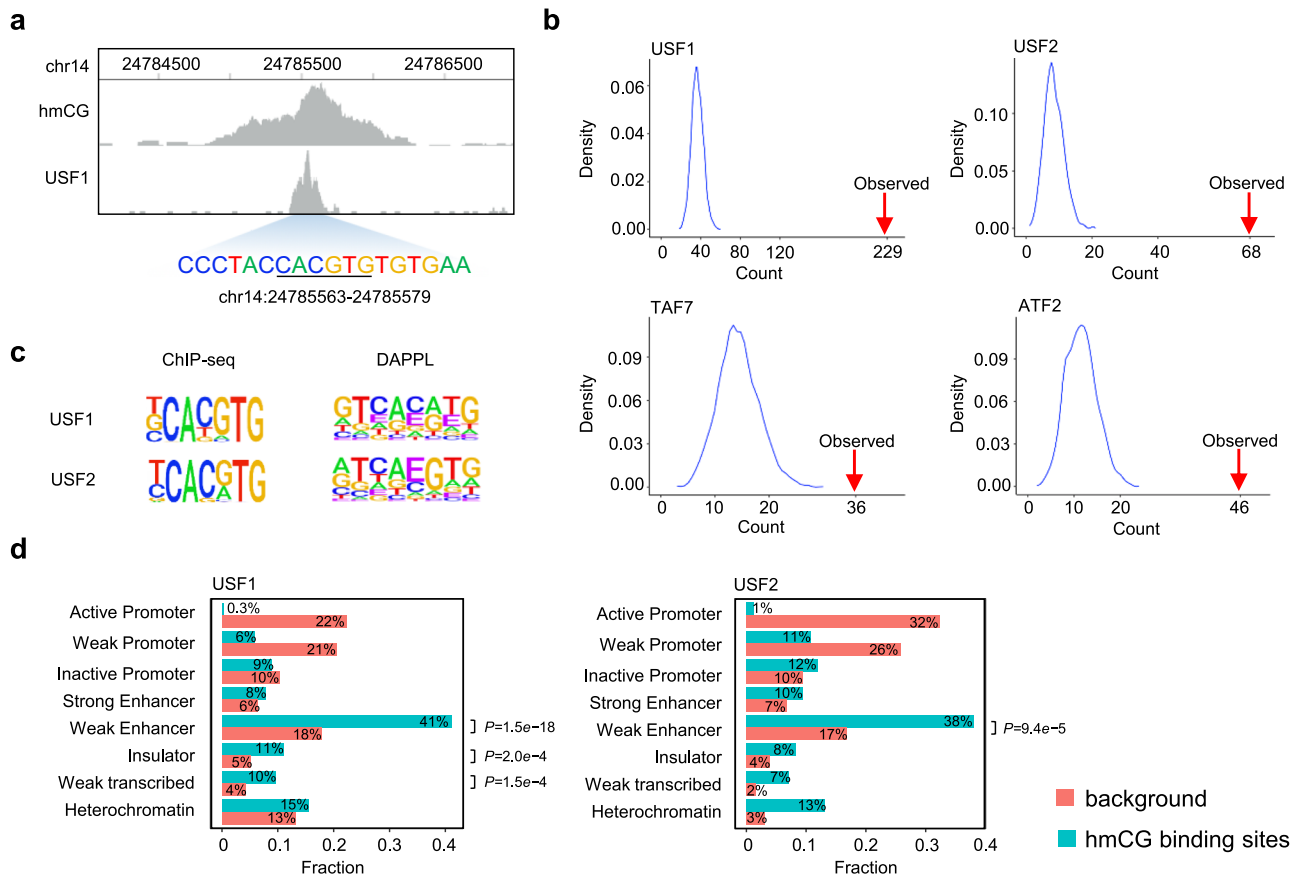 a
chr14
24784500
24785500
24786500
hmCG
USF1
CCCTACCACGTGTGTGAA
chr14:24785563-24785579
b
USF1
Density
0.06
0.04
0.02
0.00
Observed
0
40
80
120
229
Count
USF2
Density
0.10
0.05
0.00
Observed
0
20
40
68
Count
TAF7
Density
0.09
0.06
0.03
0.00
Observed
0
10
20
36
Count
ATF2
Density
0.09
0.06
0.03
0.00
Observed
0
10
20
46
Count
c
ChIP-seq
DAPPL
USF1
TCACGTG
GTCACATG
USF2
TCACGTG
ATCAEGTG
d
USF1
Active Promoter
0.3%
22%
Weak Promoter
6%
21%
Inactive Promoter
9%
10%
Strong Enhancer
8%
6%
Weak Enhancer
41%
18%
P=1.5e−18
Insulator
11%
5%
P=2.0e−4
Weak transcribed
10%
4%
P=1.5e−4
Heterochromatin
15%
13%
0
0.1
0.2
0.3
0.4
Fraction
USF2
Active Promoter
1%
32%
Weak Promoter
11%
26%
Inactive Promoter
12%
10%
Strong Enhancer
10%
7%
Weak Enhancer
38%
17%
P=9.4e−5
Insulator
8%
4%
Weak transcribed
7%
2%
Heterochromatin
13%
3%
0
0.1
0.2
0.3
0.4
Fraction
background
hmCG binding sites